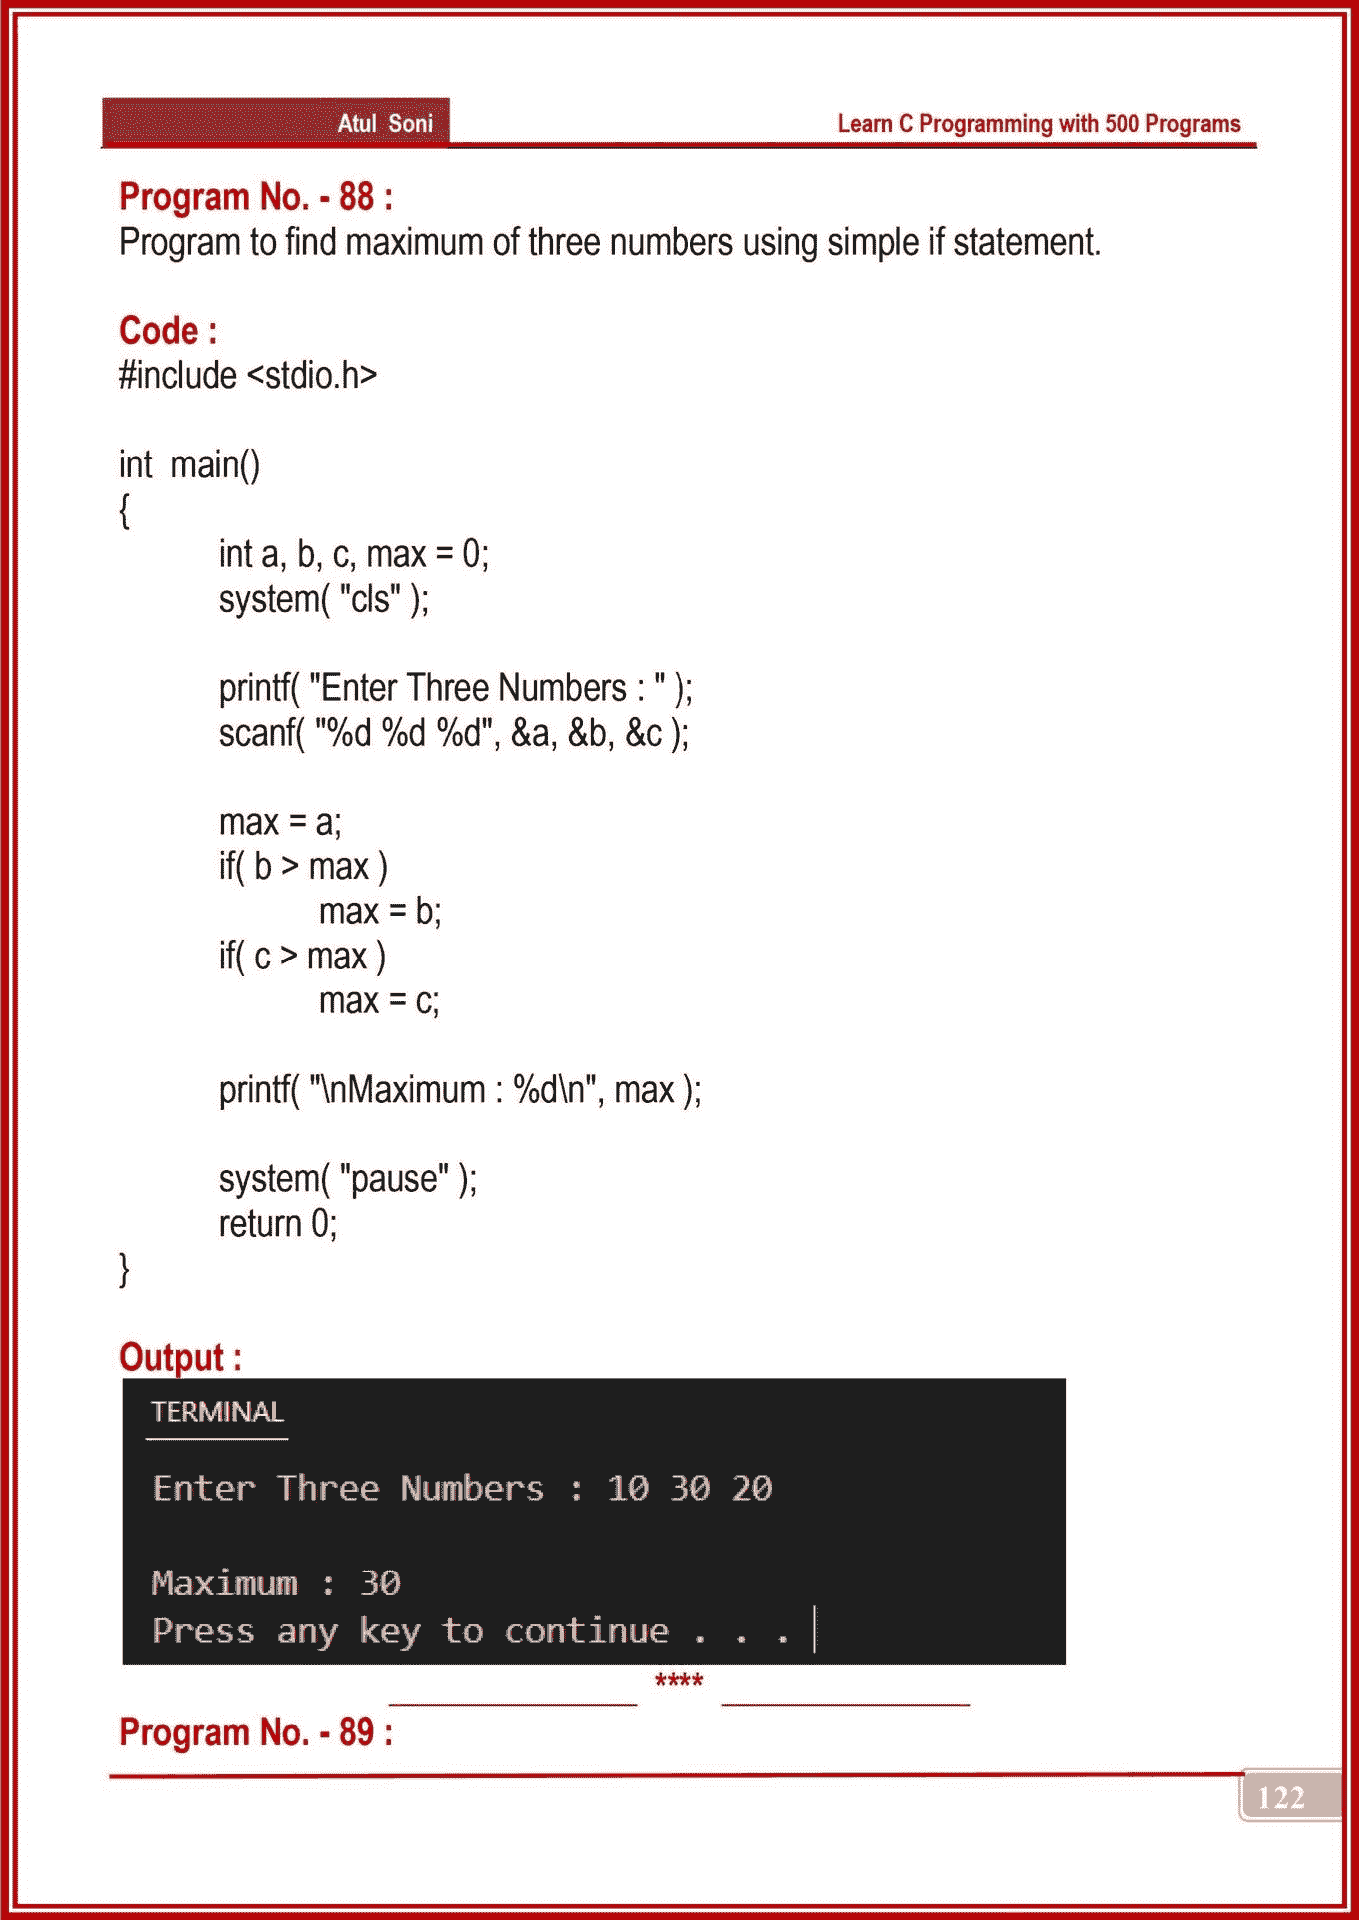 Atul Soni
Learn C Programming with 500 Programs
Program No. - 88 :
Program to find maximum of three numbers using simple if statement.
Code :
#include <stdio.h>
int main()
{
int a, b, c, max = 0;
system( "cls" );
printf( "Enter Three Numbers : " );
scanf( "%d %d %d", &a, &b, &c );
max = a;
if( b > max )
max = b;
if( c > max )
max = c;
printf( "\nMaximum : %d\n", max );
system( "pause" );
return 0;
}
Output :
TERMINAL
Enter Three Numbers : 10 30 20
Maximum : 30
Press any key to continue . . .
****
Program No. - 89 :
122